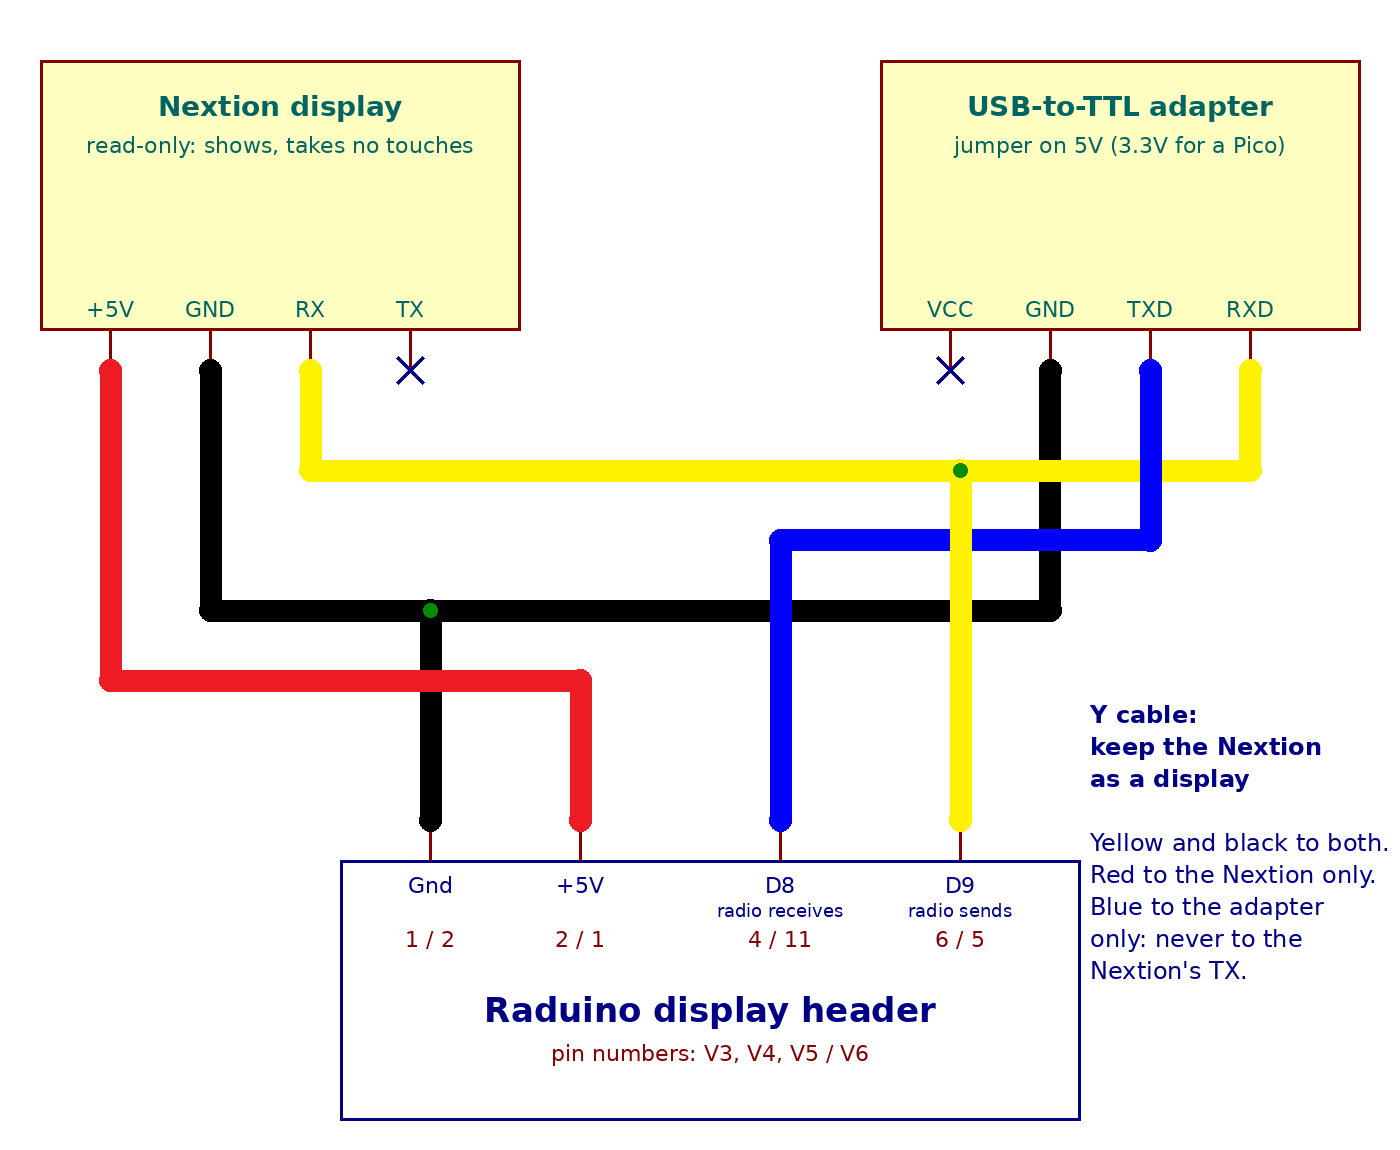 Nextion display
read-only: shows, takes no touches
+5V
GND
RX
TX
USB-to-TTL adapter
jumper on 5V (3.3V for a Pico)
VCC
GND
TXD
RXD
Y cable:
keep the Nextion
as a display
Yellow and black to both.
Red to the Nextion only.
Blue to the adapter
only: never to the
Nextion's TX.
Gnd
1 / 2
+5V
2 / 1
D8
radio receives
4 / 11
D9
radio sends
6 / 5
Raduino display header
pin numbers: V3, V4, V5 / V6